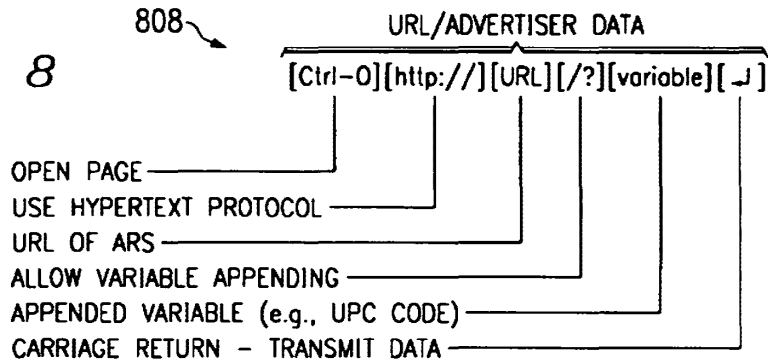 808
URL/ADVERTISER DATA
8
[Ctrl-O][http://][URL][/?][variable][↵]
OPEN PAGE
USE HYPERTEXT PROTOCOL
URL OF ARS
ALLOW VARIABLE APPENDING
APPENDED VARIABLE (e.g., UPC CODE)
CARRIAGE RETURN - TRANSMIT DATA